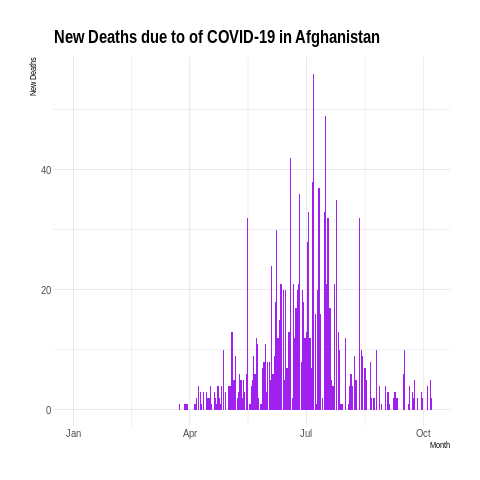 New Deaths due to of COVID-19 in Afghanistan
New Deaths
40
20
0
Jan Apr Jul Oct
Month